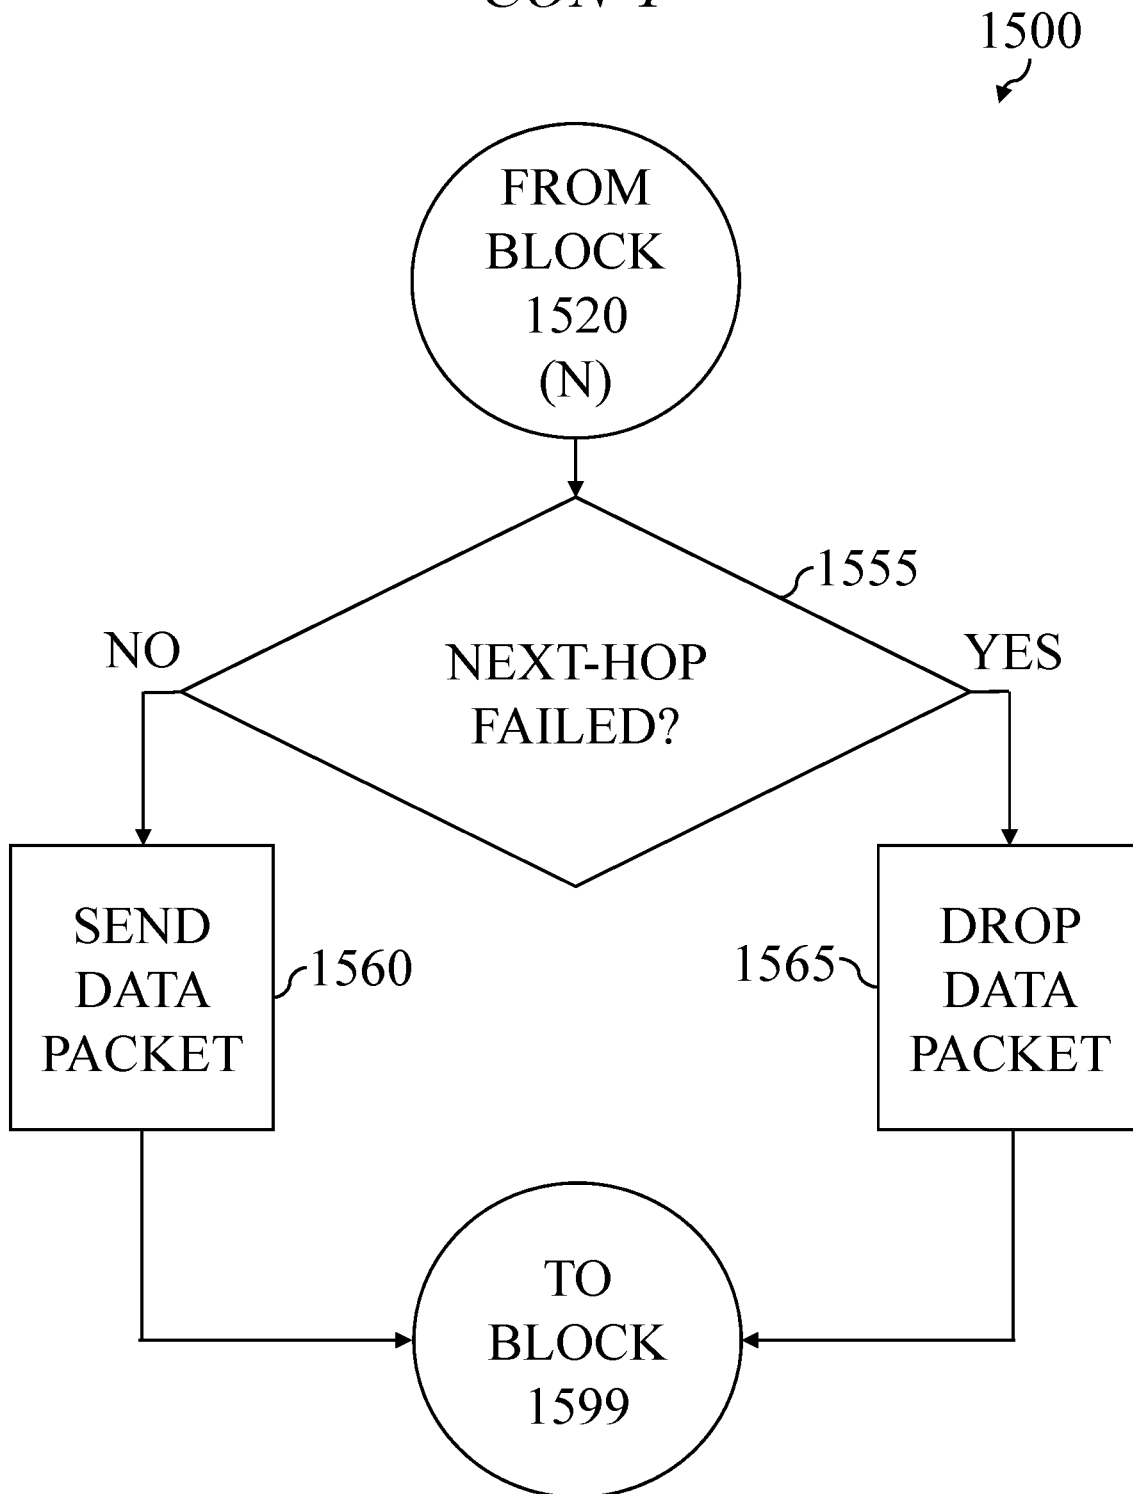 1500
FROM
BLOCK
1520
(N)
1555
NO
YES
NEXT-HOP
FAILED?
SEND
DATA
PACKET
1560
1565
DROP
DATA
PACKET
TO
BLOCK
1599